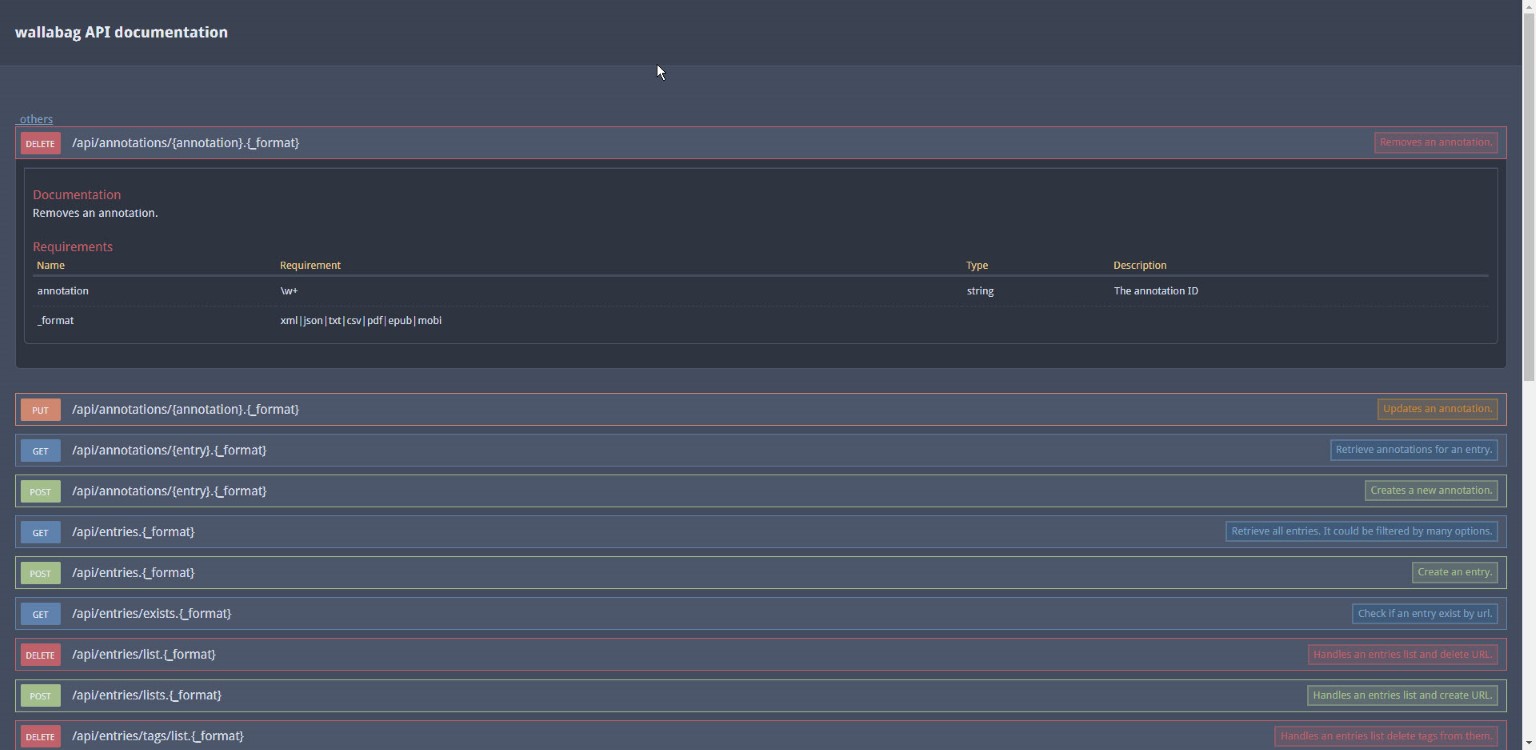 wallabag API documentation
_others
DELETE /api/annotations/{annotation}.{_format} Removes an annotation.
Documentation
Removes an annotation.
Requirements
Name Requirement Type Description
annotation \w+ string The annotation ID
_format xml|json|txt|csv|pdf|epub|mobi
PUT /api/annotations/{annotation}.{_format} Updates an annotation.
GET /api/annotations/{entry}.{_format} Retrieve annotations for an entry.
POST /api/annotations/{entry}.{_format} Creates a new annotation.
GET /api/entries.{_format} Retrieve all entries. It could be filtered by many options.
POST /api/entries.{_format} Create an entry.
GET /api/entries/exists.{_format} Check if an entry exist by url.
DELETE /api/entries/list.{_format} Handles an entries list and delete URL.
POST /api/entries/lists.{_format} Handles an entries list and create URL.
DELETE /api/entries/tags/list.{_format} Handles an entries list delete tags from them.